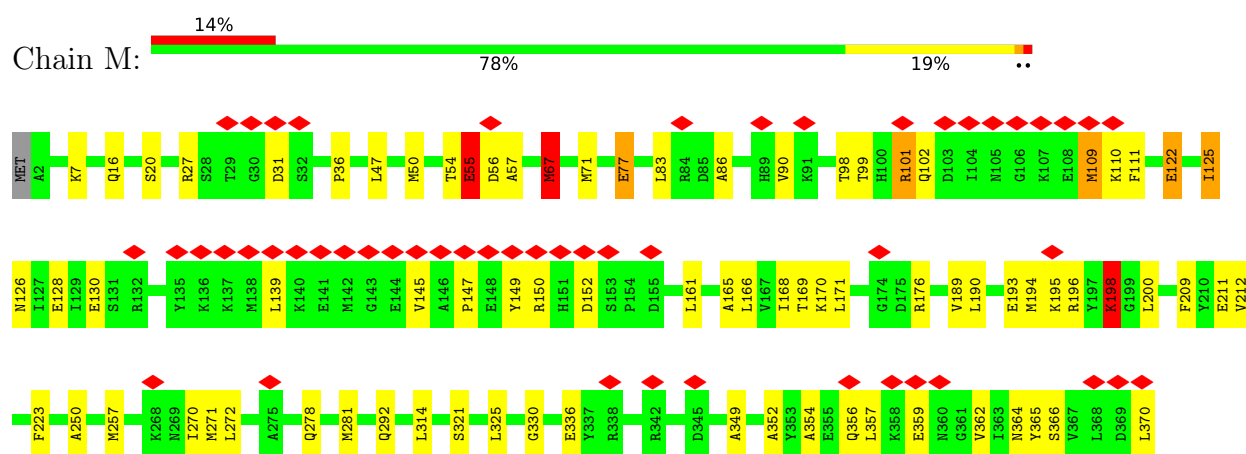 14%
Chain M:
78% 19% ••
MET A2 K7 Q16 S20 R27 S28 T29 G30 D31 S32 P36 L47 M50 T54 E55 D56 A57 M67 M71 E77 L83 R84 D85 A86 H89 V90 K91 T98 T99 H100 R101 Q102 D103 I104 N105 G106 K107 E108 M109 K110 F111 E122 I125
N126 I127 E128 I129 E130 S131 R132 Y135 K136 K137 M138 L139 K140 E141 M142 G143 E144 V145 A146 P147 E148 Y149 R150 H151 D152 S153 P154 D155 L161 A165 L166 V167 I168 T169 K170 L171 G174 D175 R176 V189 L190 E193 M194 K195 R196 Y197 K198 G199 L200 F209 Y210 E211 V212
F223 A250 M257 K268 N269 I270 M271 L272 A275 Q278 M281 Q292 L314 S321 L325 G330 E336 Y337 R338 R342 D345 A349 A352 Y353 A354 E355 Q356 L357 K358 E359 N360 G361 V362 I363 N364 Y365 S366 V367 L368 D369 L370